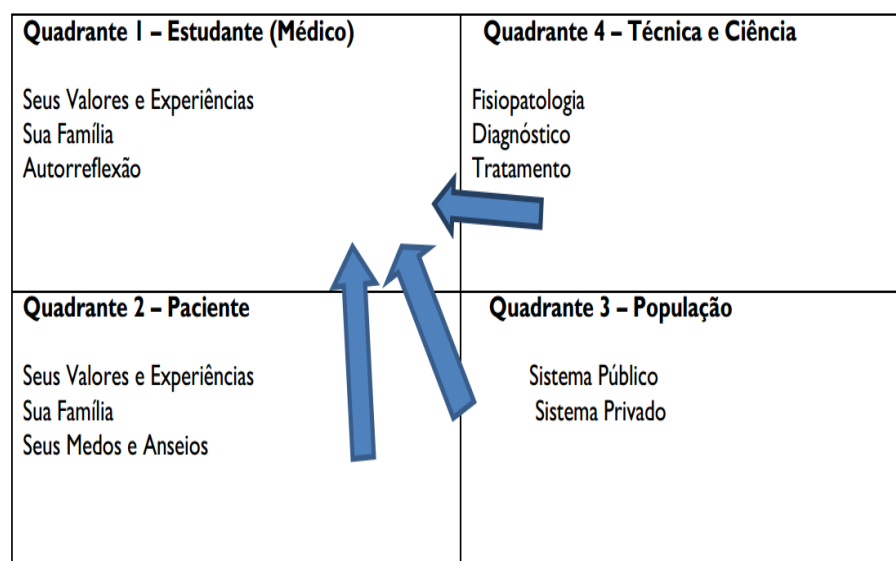 Quadrante 1 – Estudante (Médico)
Seus Valores e Experiências
Sua Família
Autorreflexão
Quadrante 4 – Técnica e Ciência
Fisiopatologia
Diagnóstico
Tratamento
Quadrante 2 – Paciente
Seus Valores e Experiências
Sua Família
Seus Medos e Anseios
Quadrante 3 – População
Sistema Público
Sistema Privado